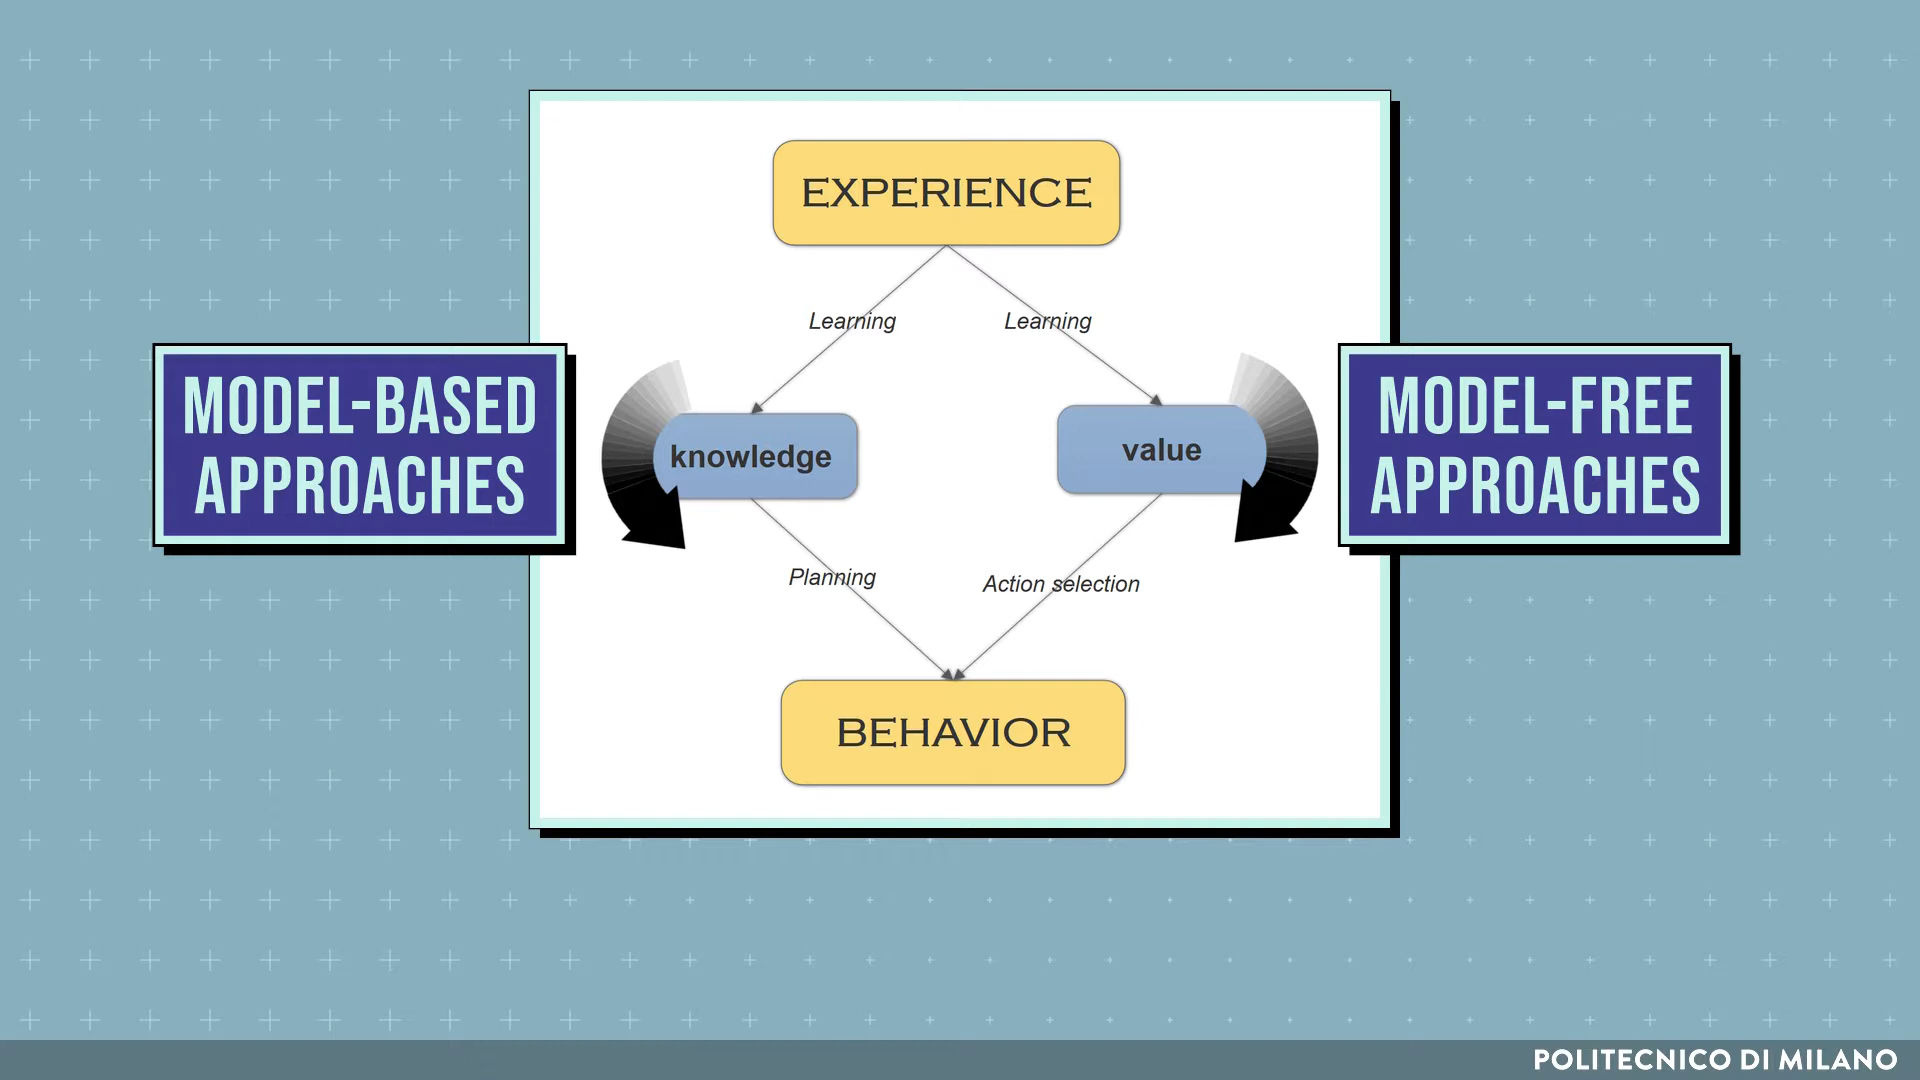 EXPERIENCE
Learning
Learning
MODEL-BASED
APPROACHES
knowledge
value
MODEL-FREE
APPROACHES
Planning
Action selection
BEHAVIOR
POLITECNICO DI MILANO